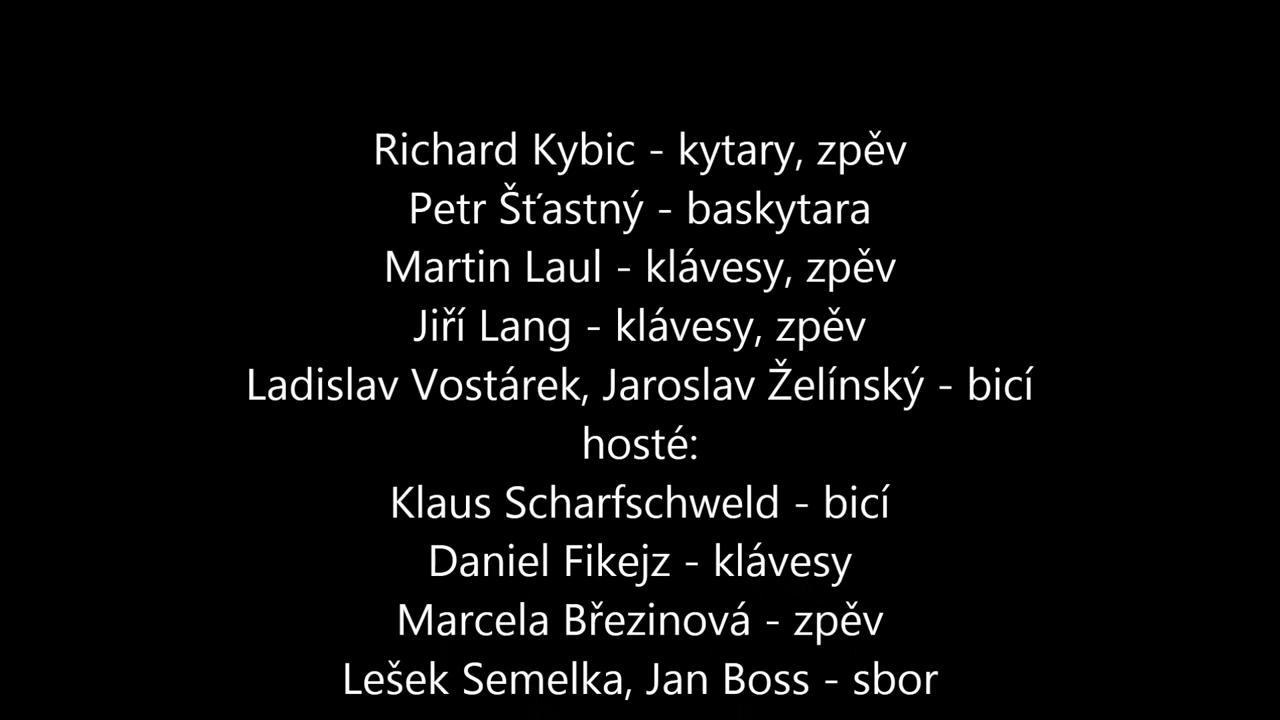 Richard Kybic - kytary, zpěv
Petr Šťastný - baskytara
Martin Laul - klávesy, zpěv
Jiří Lang - klávesy, zpěv
Ladislav Vostárek, Jaroslav Želínský - bicí
hosté:
Klaus Scharfschweld - bicí
Daniel Fikejz - klávesy
Marcela Březinová - zpěv
Lešek Semelka, Jan Boss - sbor